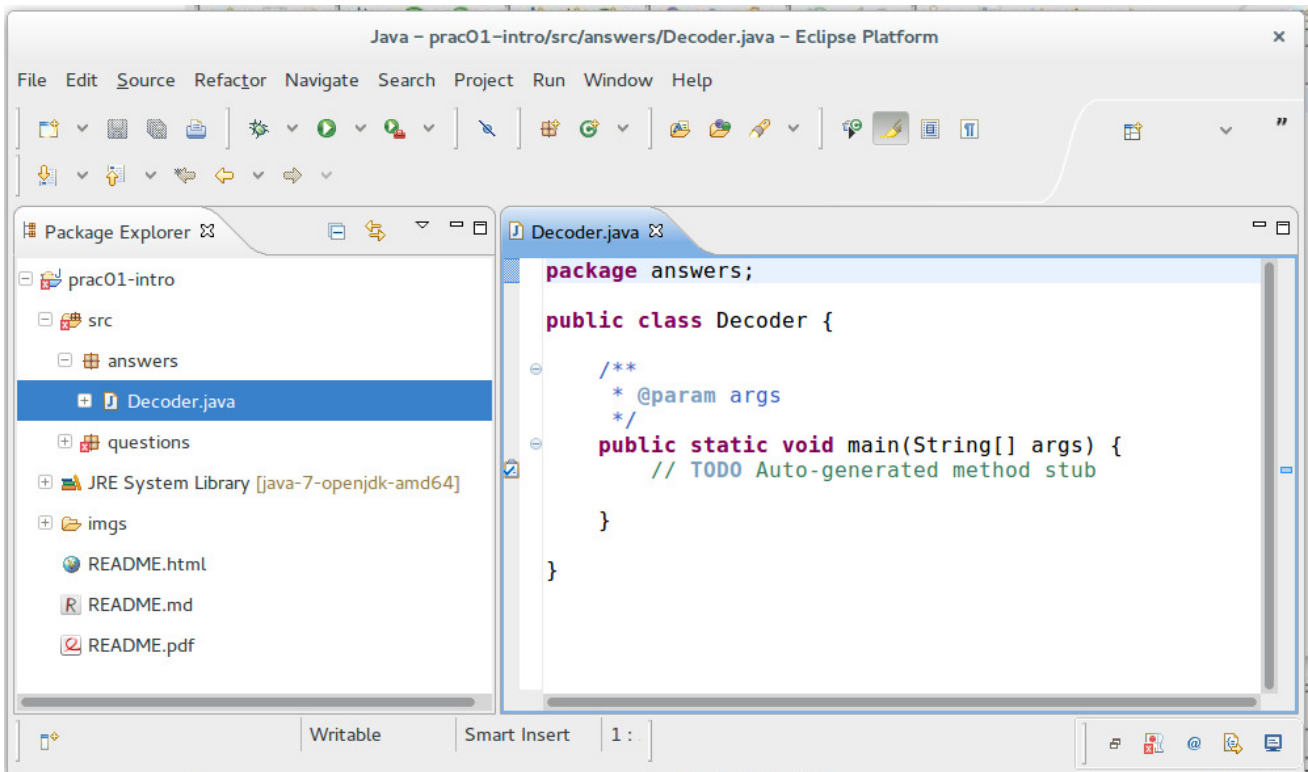 Java – prac01–intro/src/answers/Decoder.java – Eclipse Platform
File Edit Source Refactor Navigate Search Project Run Window Help
Package Explorer
prac01-intro
src
answers
Decoder.java
questions
JRE System Library [java-7-openjdk-amd64]
imgs
README.html
README.md
README.pdf
Decoder.java
package answers;
public class Decoder {
/**
* @param args
*/
public static void main(String[] args) {
// TODO Auto-generated method stub
}
}
Writable Smart Insert 1 :